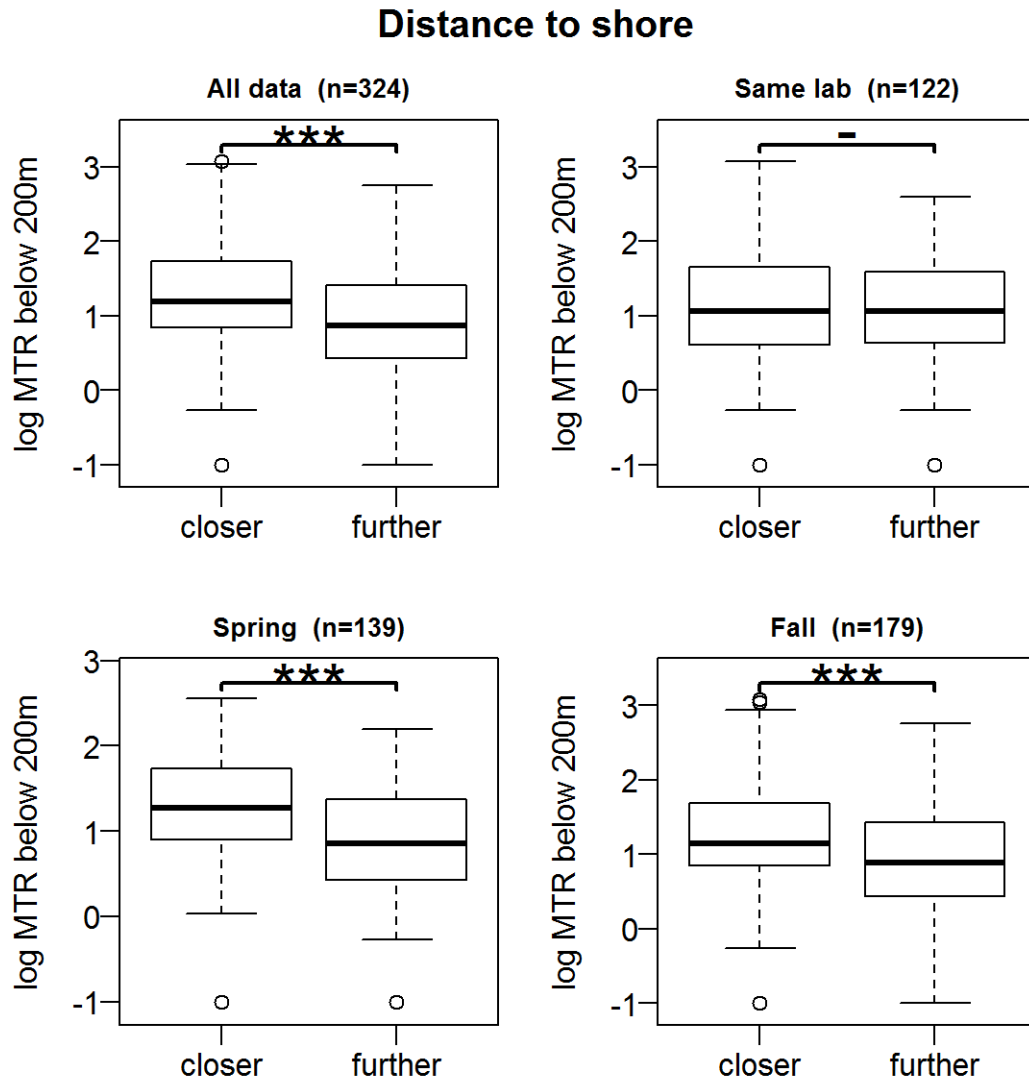 Distance to shore
All data (n=324)
log MTR below 200m
3
2
1
0
-1
***
closer further
Same lab (n=122)
log MTR below 200m
3
2
1
0
-1
-
closer further
Spring (n=139)
log MTR below 200m
3
2
1
0
-1
***
closer further
Fall (n=179)
log MTR below 200m
3
2
1
0
-1
***
closer further